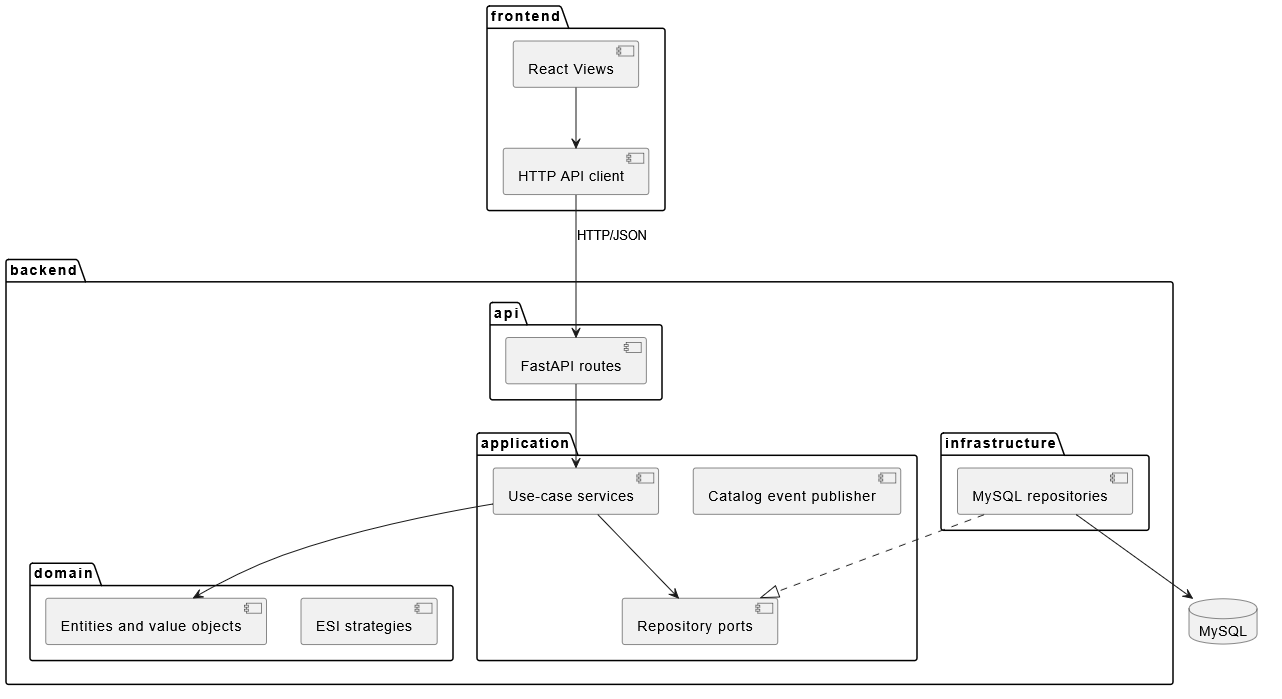 frontend
React Views
HTTP API client
HTTP/JSON
backend
api
FastAPI routes
application
infrastructure
Use-case services
Catalog event publisher
MySQL repositories
domain
Entities and value objects
ESI strategies
Repository ports
MySQL